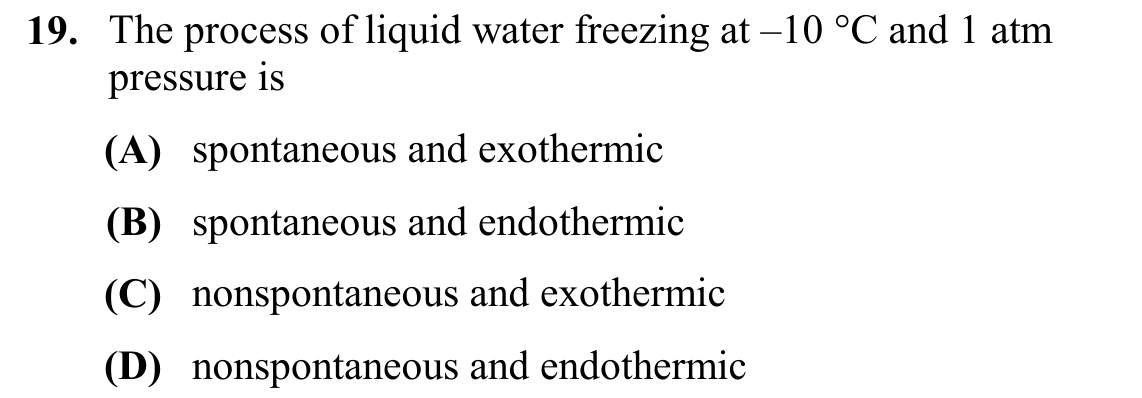 19. The process of liquid water freezing at –10 °C and 1 atm
pressure is
(A) spontaneous and exothermic
(B) spontaneous and endothermic
(C) nonspontaneous and exothermic
(D) nonspontaneous and endothermic